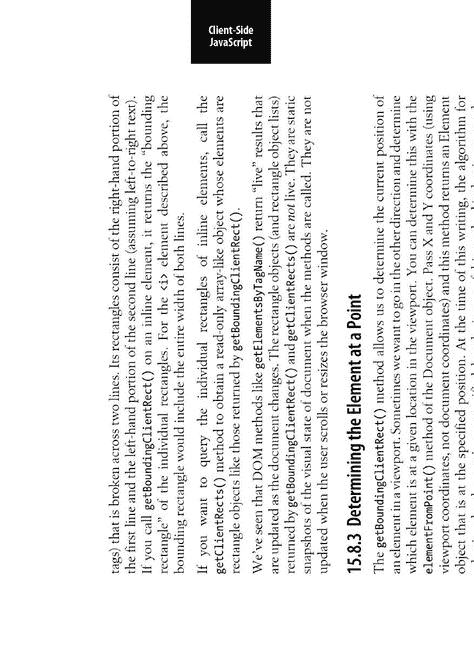 Client-Side
JavaScript
tags) that is broken across two lines. Its rectangles consist of the right-hand portion of
the first line and the left-hand portion of the second line (assuming left-to-right text).
If you call getBoundingClientRect() on an inline element, it returns the “bounding
rectangle” of the individual rectangles. For the <i> element described above, the
bounding rectangle would include the entire width of both lines.
If you want to query the individual rectangles of inline elements, call the
getClientRects() method to obtain a read-only array-like object whose elements are
rectangle objects like those returned by getBoundingClientRect().
We’ve seen that DOM methods like getElementsByTagName() return “live” results that
are updated as the document changes. The rectangle objects (and rectangle object lists)
returned by getBoundingClientRect() and getClientRects() are not live. They are static
snapshots of the visual state of document when the methods are called. They are not
updated when the user scrolls or resizes the browser window.
15.8.3 Determining the Element at a Point
The getBoundingClientRect() method allows us to determine the current position of
an element in a viewport. Sometimes we want to go in the other direction and determine
which element is at a given location in the viewport. You can determine this with the
elementFromPoint() method of the Document object. Pass X and Y coordinates (using
viewport coordinates, not document coordinates) and this method returns an Element
object that is at the specified position. At the time of this writing, the algorithm for